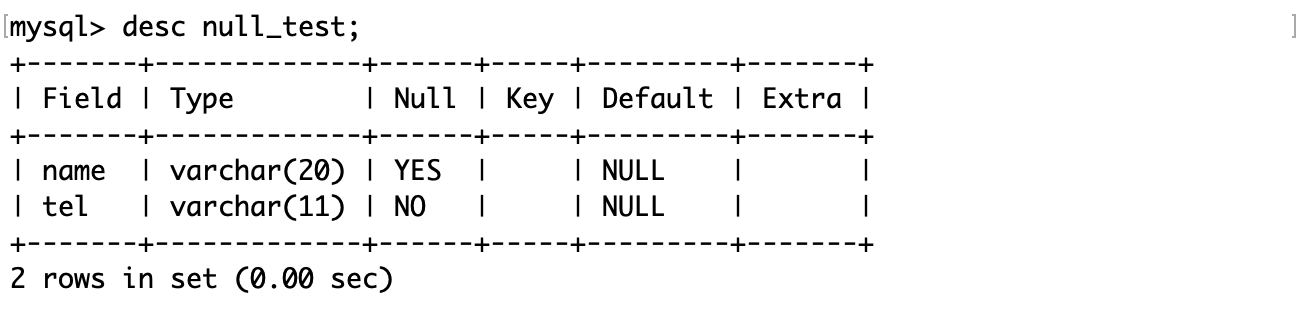 [mysql> desc null_test; ]
+-------+-------------+------+-----+---------+-------+
| Field | Type        | Null | Key | Default | Extra |
+-------+-------------+------+-----+---------+-------+
| name  | varchar(20) | YES  |     | NULL    |       |
| tel   | varchar(11) | NO   |     | NULL    |       |
+-------+-------------+------+-----+---------+-------+
2 rows in set (0.00 sec)